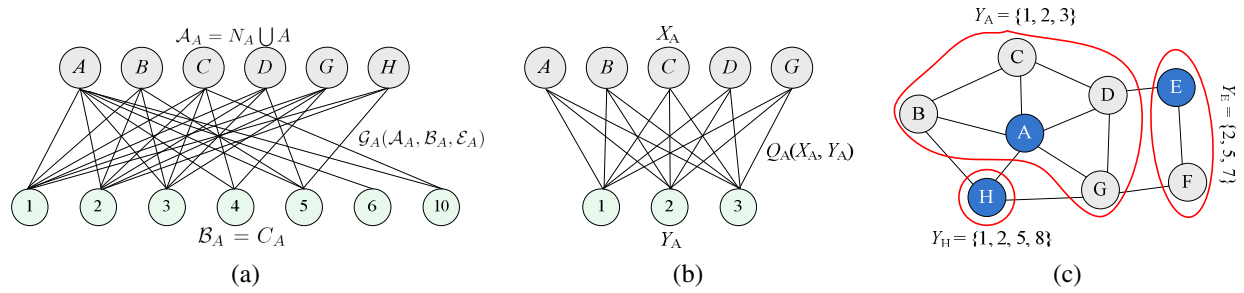 𝒜_A = N_A ⋃ A
A B C D G H
𝒢_A(𝒜_A, ℬ_A, ℰ_A)
1 2 3 4 5 6 10
ℬ_A = C_A
(a)
X_A
A B C D G
Q_A(X_A, Y_A)
1 2 3
Y_A
(b)
Y_A = {1, 2, 3}
C
D
E
B
A
Y_E = {2, 5, 7}
H
G
F
Y_H = {1, 2, 5, 8}
(c)